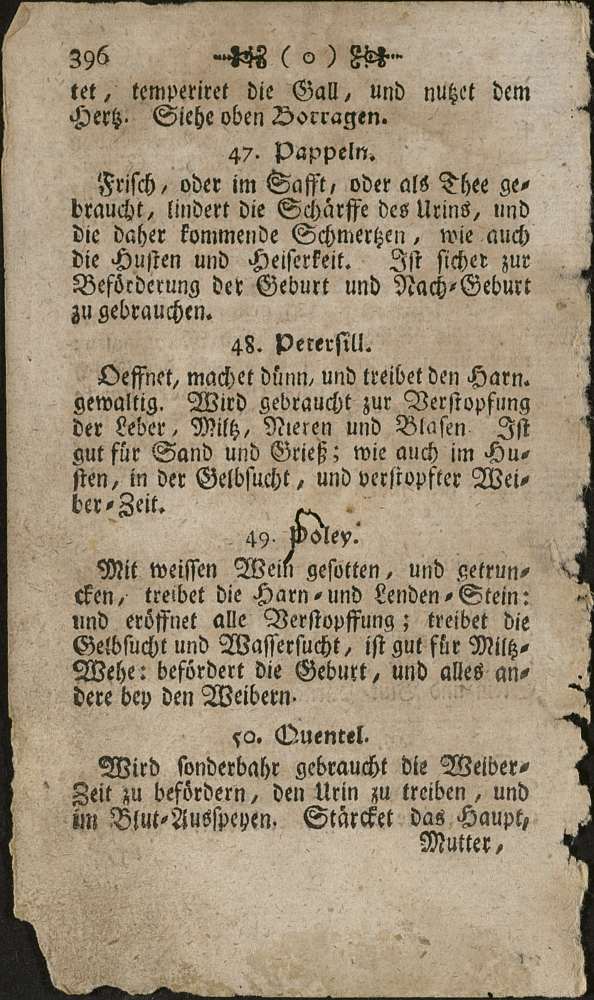 396 ( o )
tet, temperiret die Gall, und nutzet dem
Hertz. Siehe oben Borragen.
47. Pappeln.
Frisch, oder im Safft, oder als Thee ge-
braucht, lindert die Schärffe des Urins, und
die daher kommende Schmertzen, wie auch
die Husten und Heiserkeit. Ist sicher zur
Beförderung der Geburt und Nach-Geburt
zu gebrauchen.
48. Petersill.
Oeffnet, machet dünn, und treibet den Harn.
gewaltig. Wird gebraucht zur Verstopfung
der Leber, Miltz, Nieren und Blasen. Ist
gut für Sand und Grieß; wie auch im Hu-
sten, in der Gelbsucht, und verstopfter Wei-
ber-Zeit.
49. Poley.
Mit weissen Wein gesotten, und getrun-
cken, treibet die Harn- und Lenden-Stein:
und eröffnet alle Verstopffung; treibet die
Gelbsucht und Wassersucht, ist gut für Miltz-
Wehe: befördert die Geburt, und alles an-
dere bey den Weibern.
50. Quentel.
Wird sonderbahr gebraucht die Weiber-
Zeit zu befördern, den Urin zu treiben, und
im Blut-Ausspeyen. Stärcket das Haupt,
Mutter,